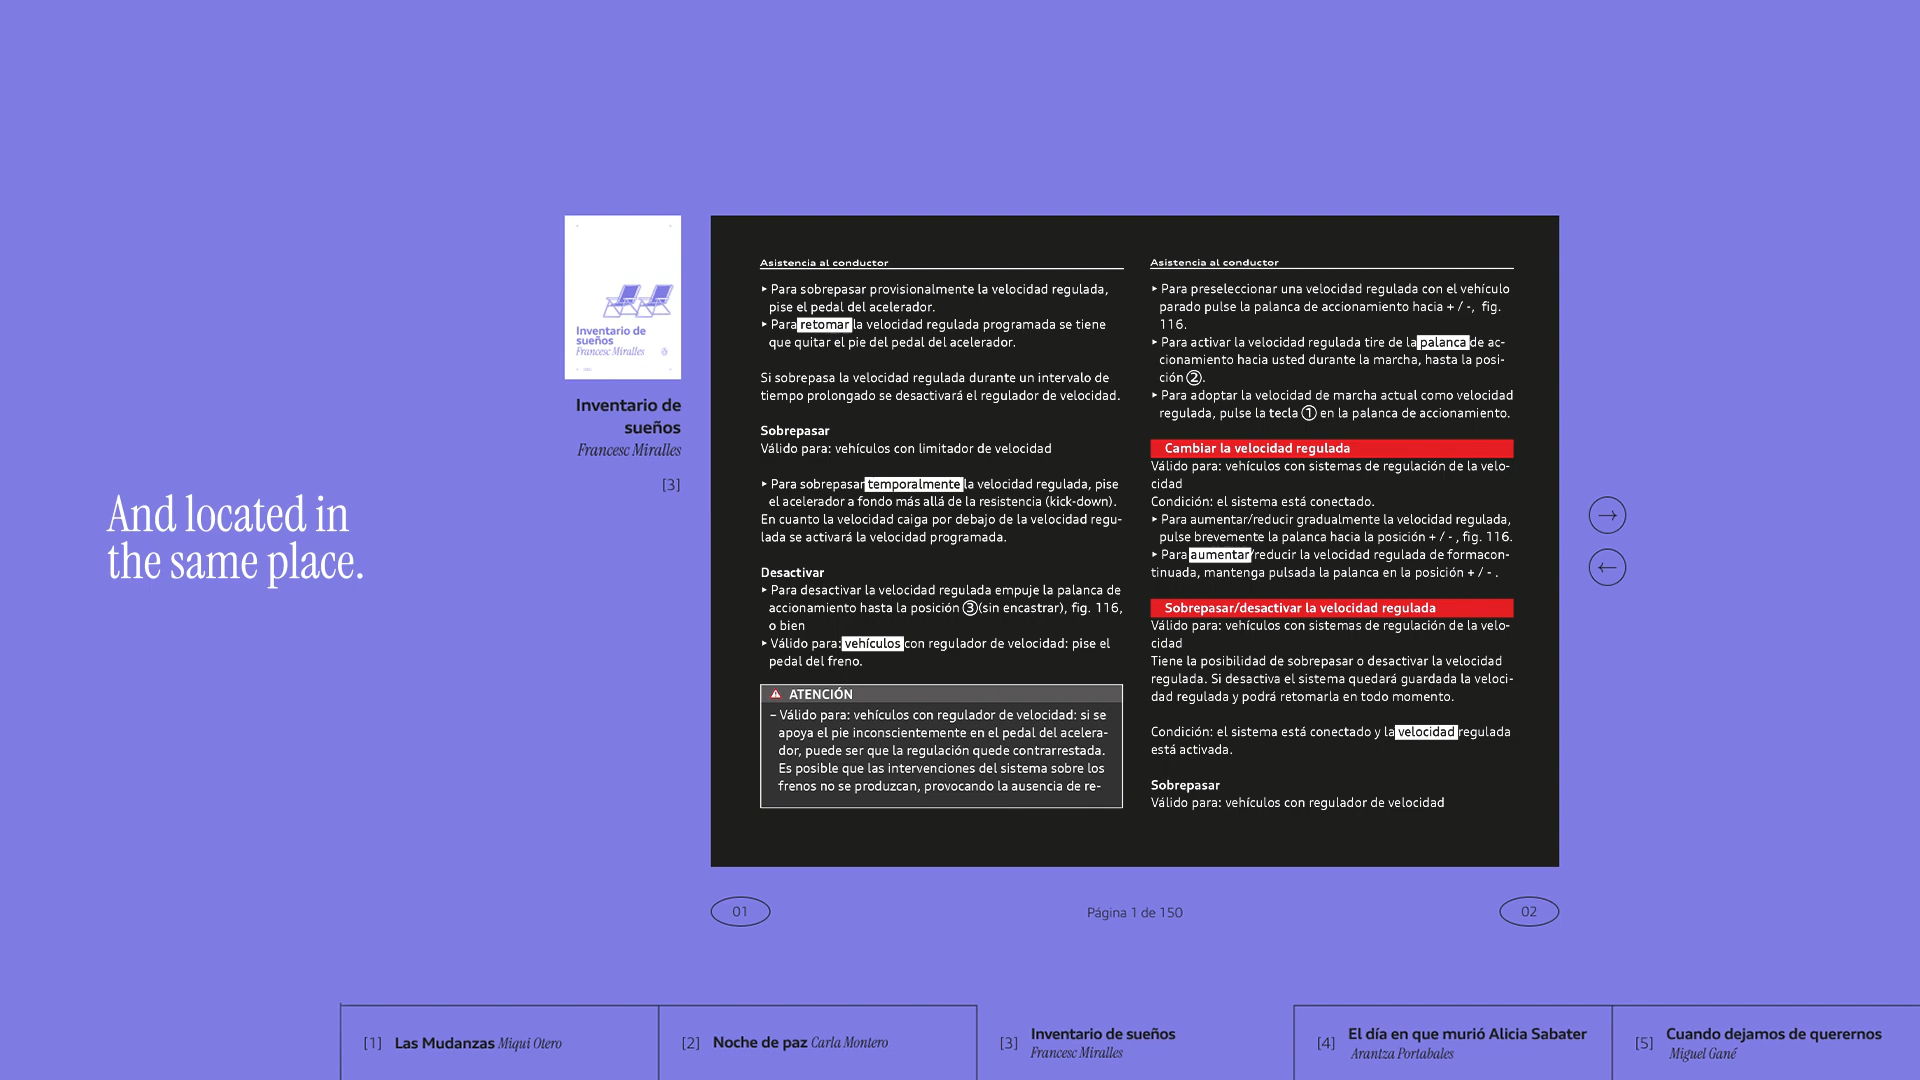 And located in
the same place.
Inventario de
sueños
Francesc Miralles
Inventario de
sueños
Francesc Miralles
[3]
Asistencia al conductor
‣ Para sobrepasar provisionalmente la velocidad regulada,
pise el pedal del acelerador.
‣ Para retomar la velocidad regulada programada se tiene
que quitar el pie del pedal del acelerador.
Si sobrepasa la velocidad regulada durante un intervalo de
tiempo prolongado se desactivará el regulador de velocidad.
Sobrepasar
Válido para: vehículos con limitador de velocidad
‣ Para sobrepasar temporalmente la velocidad regulada, pise
el acelerador a fondo más allá de la resistencia (kick-down).
En cuanto la velocidad caiga por debajo de la velocidad regu-
lada se activará la velocidad programada.
Desactivar
‣ Para desactivar la velocidad regulada empuje la palanca de
accionamiento hasta la posición ③(sin encastrar), fig. 116,
o bien
‣ Válido para: vehículos con regulador de velocidad: pise el
pedal del freno.
ATENCIÓN
– Válido para: vehículos con regulador de velocidad: si se
apoya el pie inconscientemente en el pedal del acelera-
dor, puede ser que la regulación quede contrarrestada.
Es posible que las intervenciones del sistema sobre los
frenos no se produzcan, provocando la ausencia de re-
Asistencia al conductor
‣ Para preseleccionar una velocidad regulada con el vehículo
parado pulse la palanca de accionamiento hacia + / -, fig.
116.
‣ Para activar la velocidad regulada tire de la palanca de ac-
cionamiento hacia usted durante la marcha, hasta la posi-
ción ②.
‣ Para adoptar la velocidad de marcha actual como velocidad
regulada, pulse la tecla ① en la palanca de accionamiento.
Cambiar la velocidad regulada
Válido para: vehículos con sistemas de regulación de la velo-
cidad
Condición: el sistema está conectado.
‣ Para aumentar/reducir gradualmente la velocidad regulada,
pulse brevemente la palanca hacia la posición + / - , fig. 116.
‣ Para aumentar/reducir la velocidad regulada de formacon-
tinuada, mantenga pulsada la palanca en la posición + / - .
Sobrepasar/desactivar la velocidad regulada
Válido para: vehículos con sistemas de regulación de la velo-
cidad
Tiene la posibilidad de sobrepasar o desactivar la velocidad
regulada. Si desactiva el sistema quedará guardada la veloci-
dad regulada y podrá retomarla en todo momento.
Condición: el sistema está conectado y la velocidad regulada
está activada.
Sobrepasar
Válido para: vehículos con regulador de velocidad
01
Página 1 de 150
02
[1] Las Mudanzas Miqui Otero
[2] Noche de paz Carla Montero
[3] Inventario de sueños
Francesc Miralles
[4] El día en que murió Alicia Sabater
Arantza Portabales
[5] Cuando dejamos de querernos
Miguel Gané